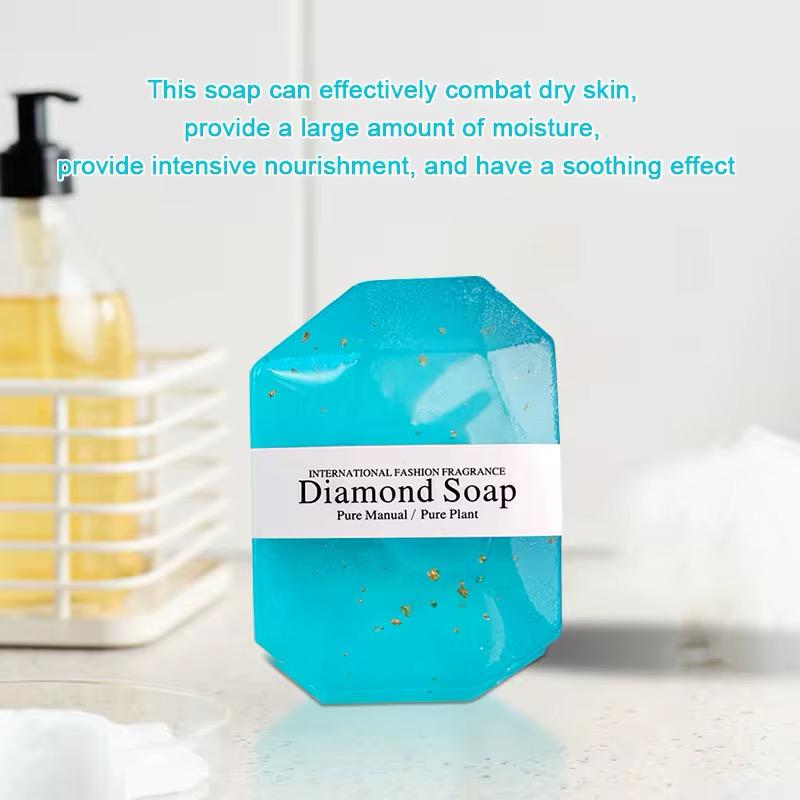 This soap can effectively combat dry skin,
provide a large amount of moisture,
provide intensive nourishment, and have a soothing effect
INTERNATIONAL FASHION FRAGRANCE
Diamond Soap
Pure Manual / Pure Plant